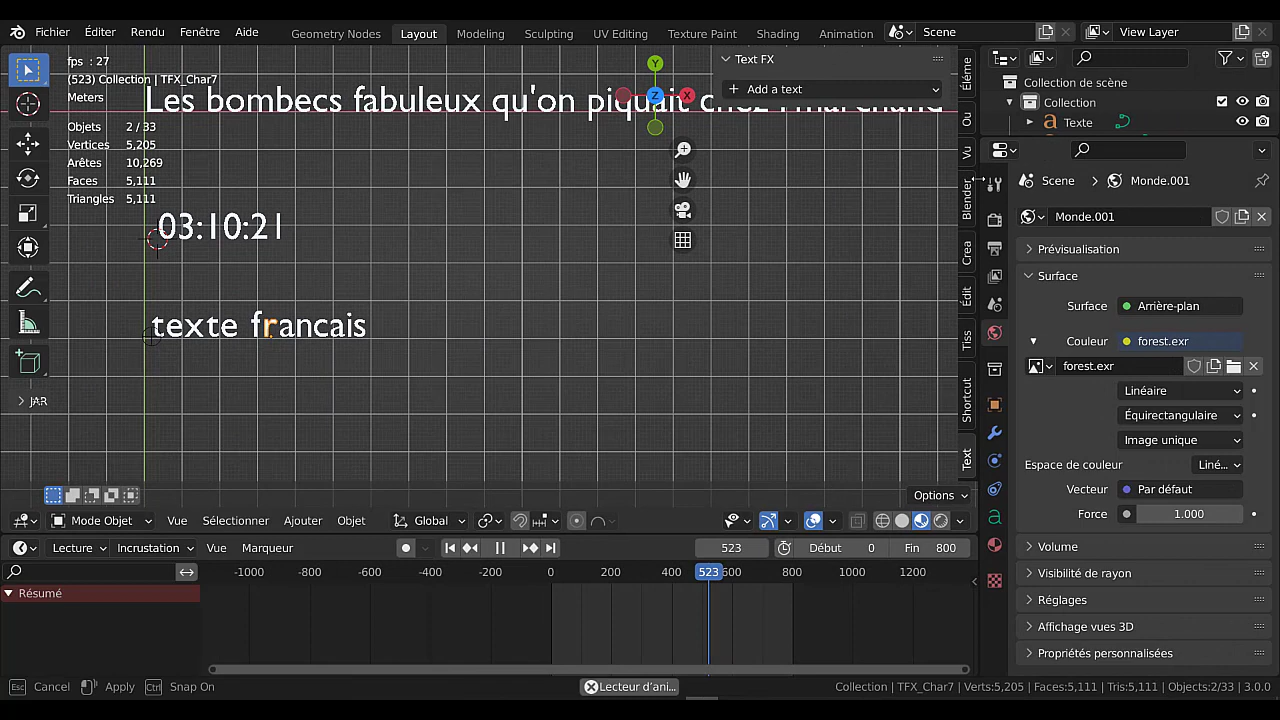 Fichier Éditer Rendu Fenêtre Aide Geometry Nodes Layout Modeling Sculpting UV Editing Texture Paint Shading Animation Scene View Layer
fps : 27
(523) Collection | TFX_Char7
Meters
Objets 2 / 33
Vertices 5,205
Arêtes 10,269
Faces 5,111
Triangles 5,111
Les bombecs fabuleux qu'on piquait chez l'marchand
03:10:21
texte francais
JAR
Y
X
Z
Text FX
Add a text
Élème
Ou
Vu
Blender
Crea
Édit
Tiss
Shortcut
Text
Options
Collection de scène
Collection
Texte
Scene Monde.001
Monde.001
Prévisualisation
Surface
Surface Arrière-plan
Couleur forest.exr
forest.exr
Linéaire
Équirectangulaire
Image unique
Espace de couleur Liné...
Vecteur Par défaut
Force 1.000
Volume
Visibilité de rayon
Réglages
Affichage vues 3D
Propriétés personnalisées
Mode Objet Vue Sélectionner Ajouter Objet Global
Lecture Incrustation Vue Marqueur 523 Début 0 Fin 800
-1000 -800 -600 -400 -200 0 200 400 523 600 800 1000 1200
Résumé
Esc Cancel Apply Ctrl Snap On Lecteur d'ani... Collection | TFX_Char7 | Verts:5,205 | Faces:5,111 | Tris:5,111 | Objects:2/33 | 3.0.0